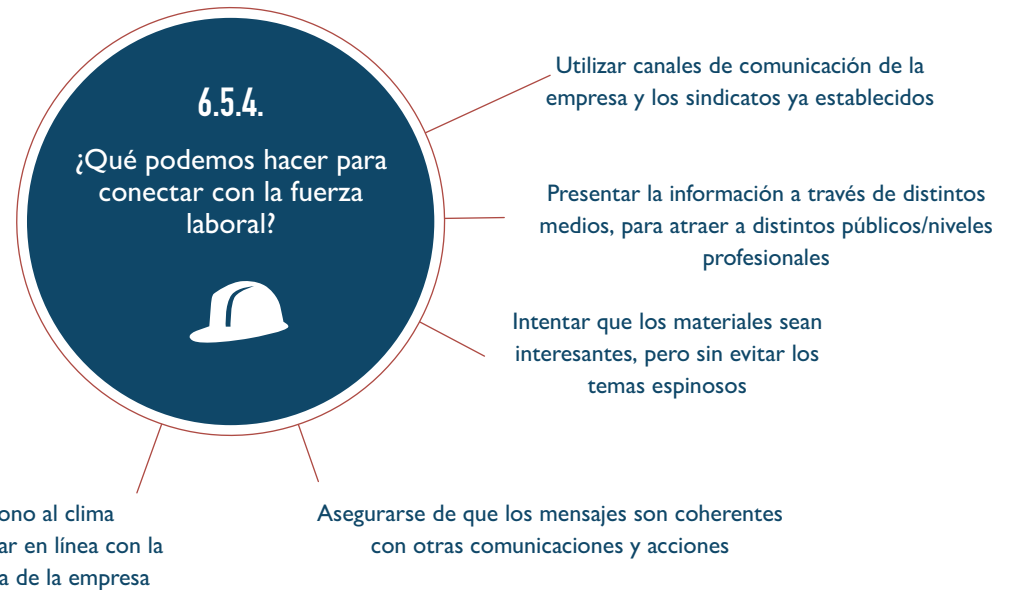 6.5.4.
¿Qué podemos hacer para
conectar con la fuerza
laboral?
Utilizar canales de comunicación de la
empresa y los sindicatos ya establecidos
Presentar la información a través de distintos
medios, para atraer a distintos públicos/niveles
profesionales
Intentar que los materiales sean
interesantes, pero sin evitar los
temas espinosos
Asegurarse de que los mensajes son coherentes
con otras comunicaciones y acciones
al clima
en línea con la
de la empresa